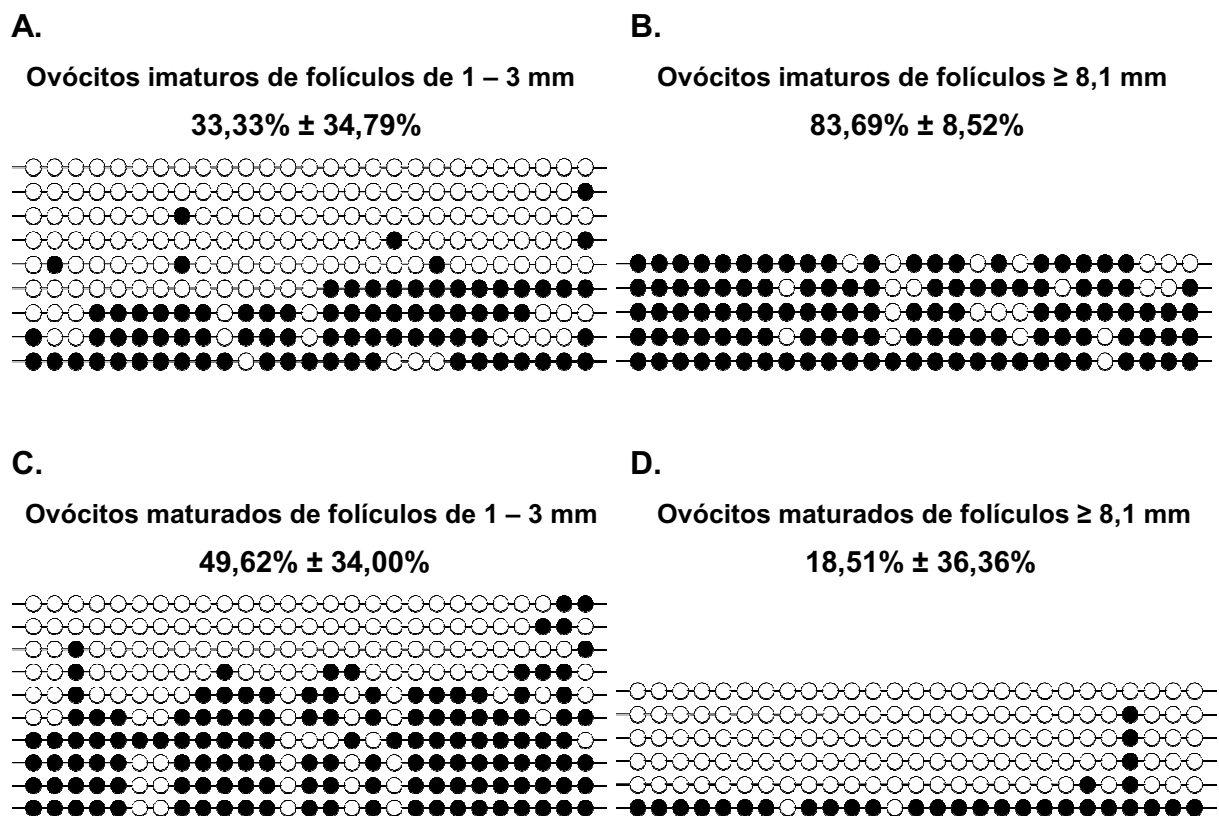 A.
Ovócitos imaturos de folículos de 1 – 3 mm
33,33% ± 34,79%
B.
Ovócitos imaturos de folículos ≥ 8,1 mm
83,69% ± 8,52%
C.
Ovócitos maturados de folículos de 1 – 3 mm
49,62% ± 34,00%
D.
Ovócitos maturados de folículos ≥ 8,1 mm
18,51% ± 36,36%